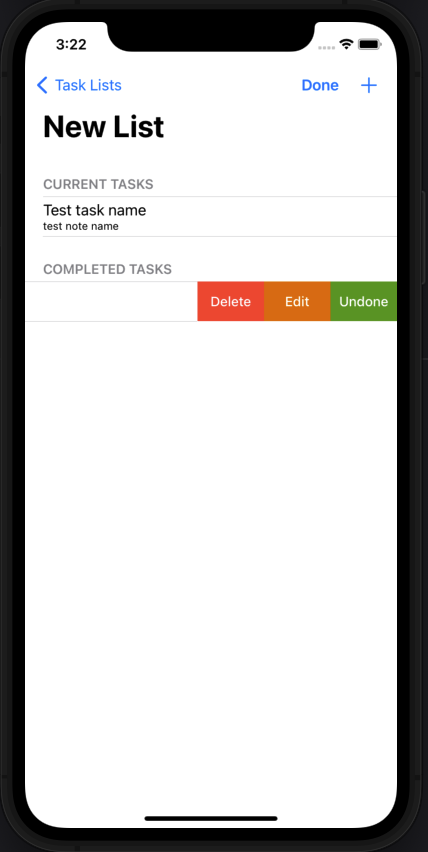 3:22
Task Lists Done +
New List
CURRENT TASKS
Test task name
test note name
COMPLETED TASKS
Delete Edit Undone